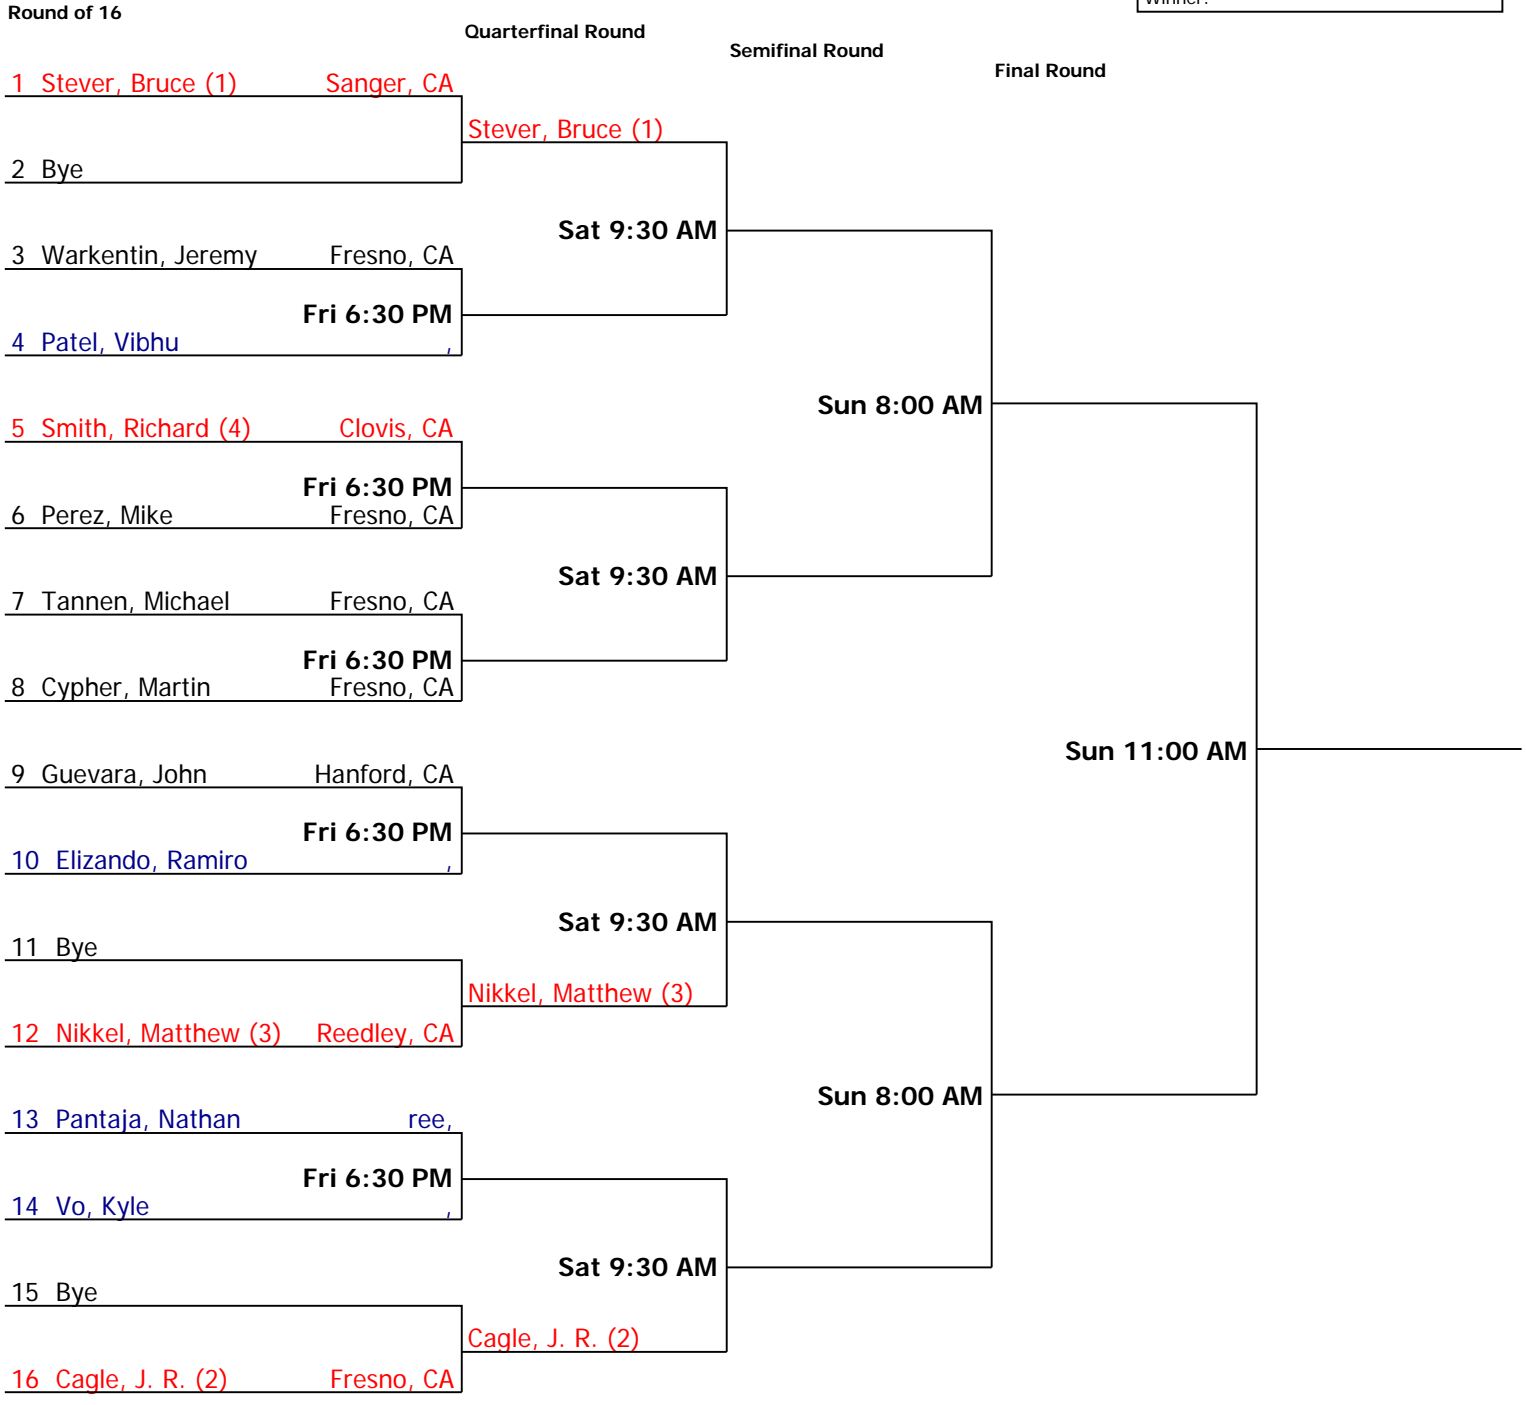 Winner:
Round of 16
Quarterfinal Round
Semifinal Round
Final Round
1 Stever, Bruce (1) Sanger, CA
Stever, Bruce (1)
2 Bye
Sat 9:30 AM
3 Warkentin, Jeremy Fresno, CA
Fri 6:30 PM
4 Patel, Vibhu ,
Sun 8:00 AM
5 Smith, Richard (4) Clovis, CA
Fri 6:30 PM
6 Perez, Mike Fresno, CA
Sat 9:30 AM
7 Tannen, Michael Fresno, CA
Fri 6:30 PM
8 Cypher, Martin Fresno, CA
Sun 11:00 AM
9 Guevara, John Hanford, CA
Fri 6:30 PM
10 Elizando, Ramiro ,
Sat 9:30 AM
11 Bye
Nikkel, Matthew (3)
12 Nikkel, Matthew (3) Reedley, CA
Sun 8:00 AM
13 Pantaja, Nathan ree,
Fri 6:30 PM
14 Vo, Kyle ,
Sat 9:30 AM
15 Bye
Cagle, J. R. (2)
16 Cagle, J. R. (2) Fresno, CA